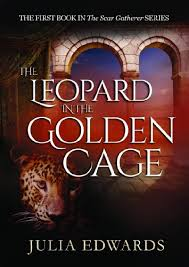 THE FIRST BOOK IN The Scar Gatherer SERIES
THE
LEOPARD
IN THE
GOLDEN
CAGE
JULIA EDWARDS